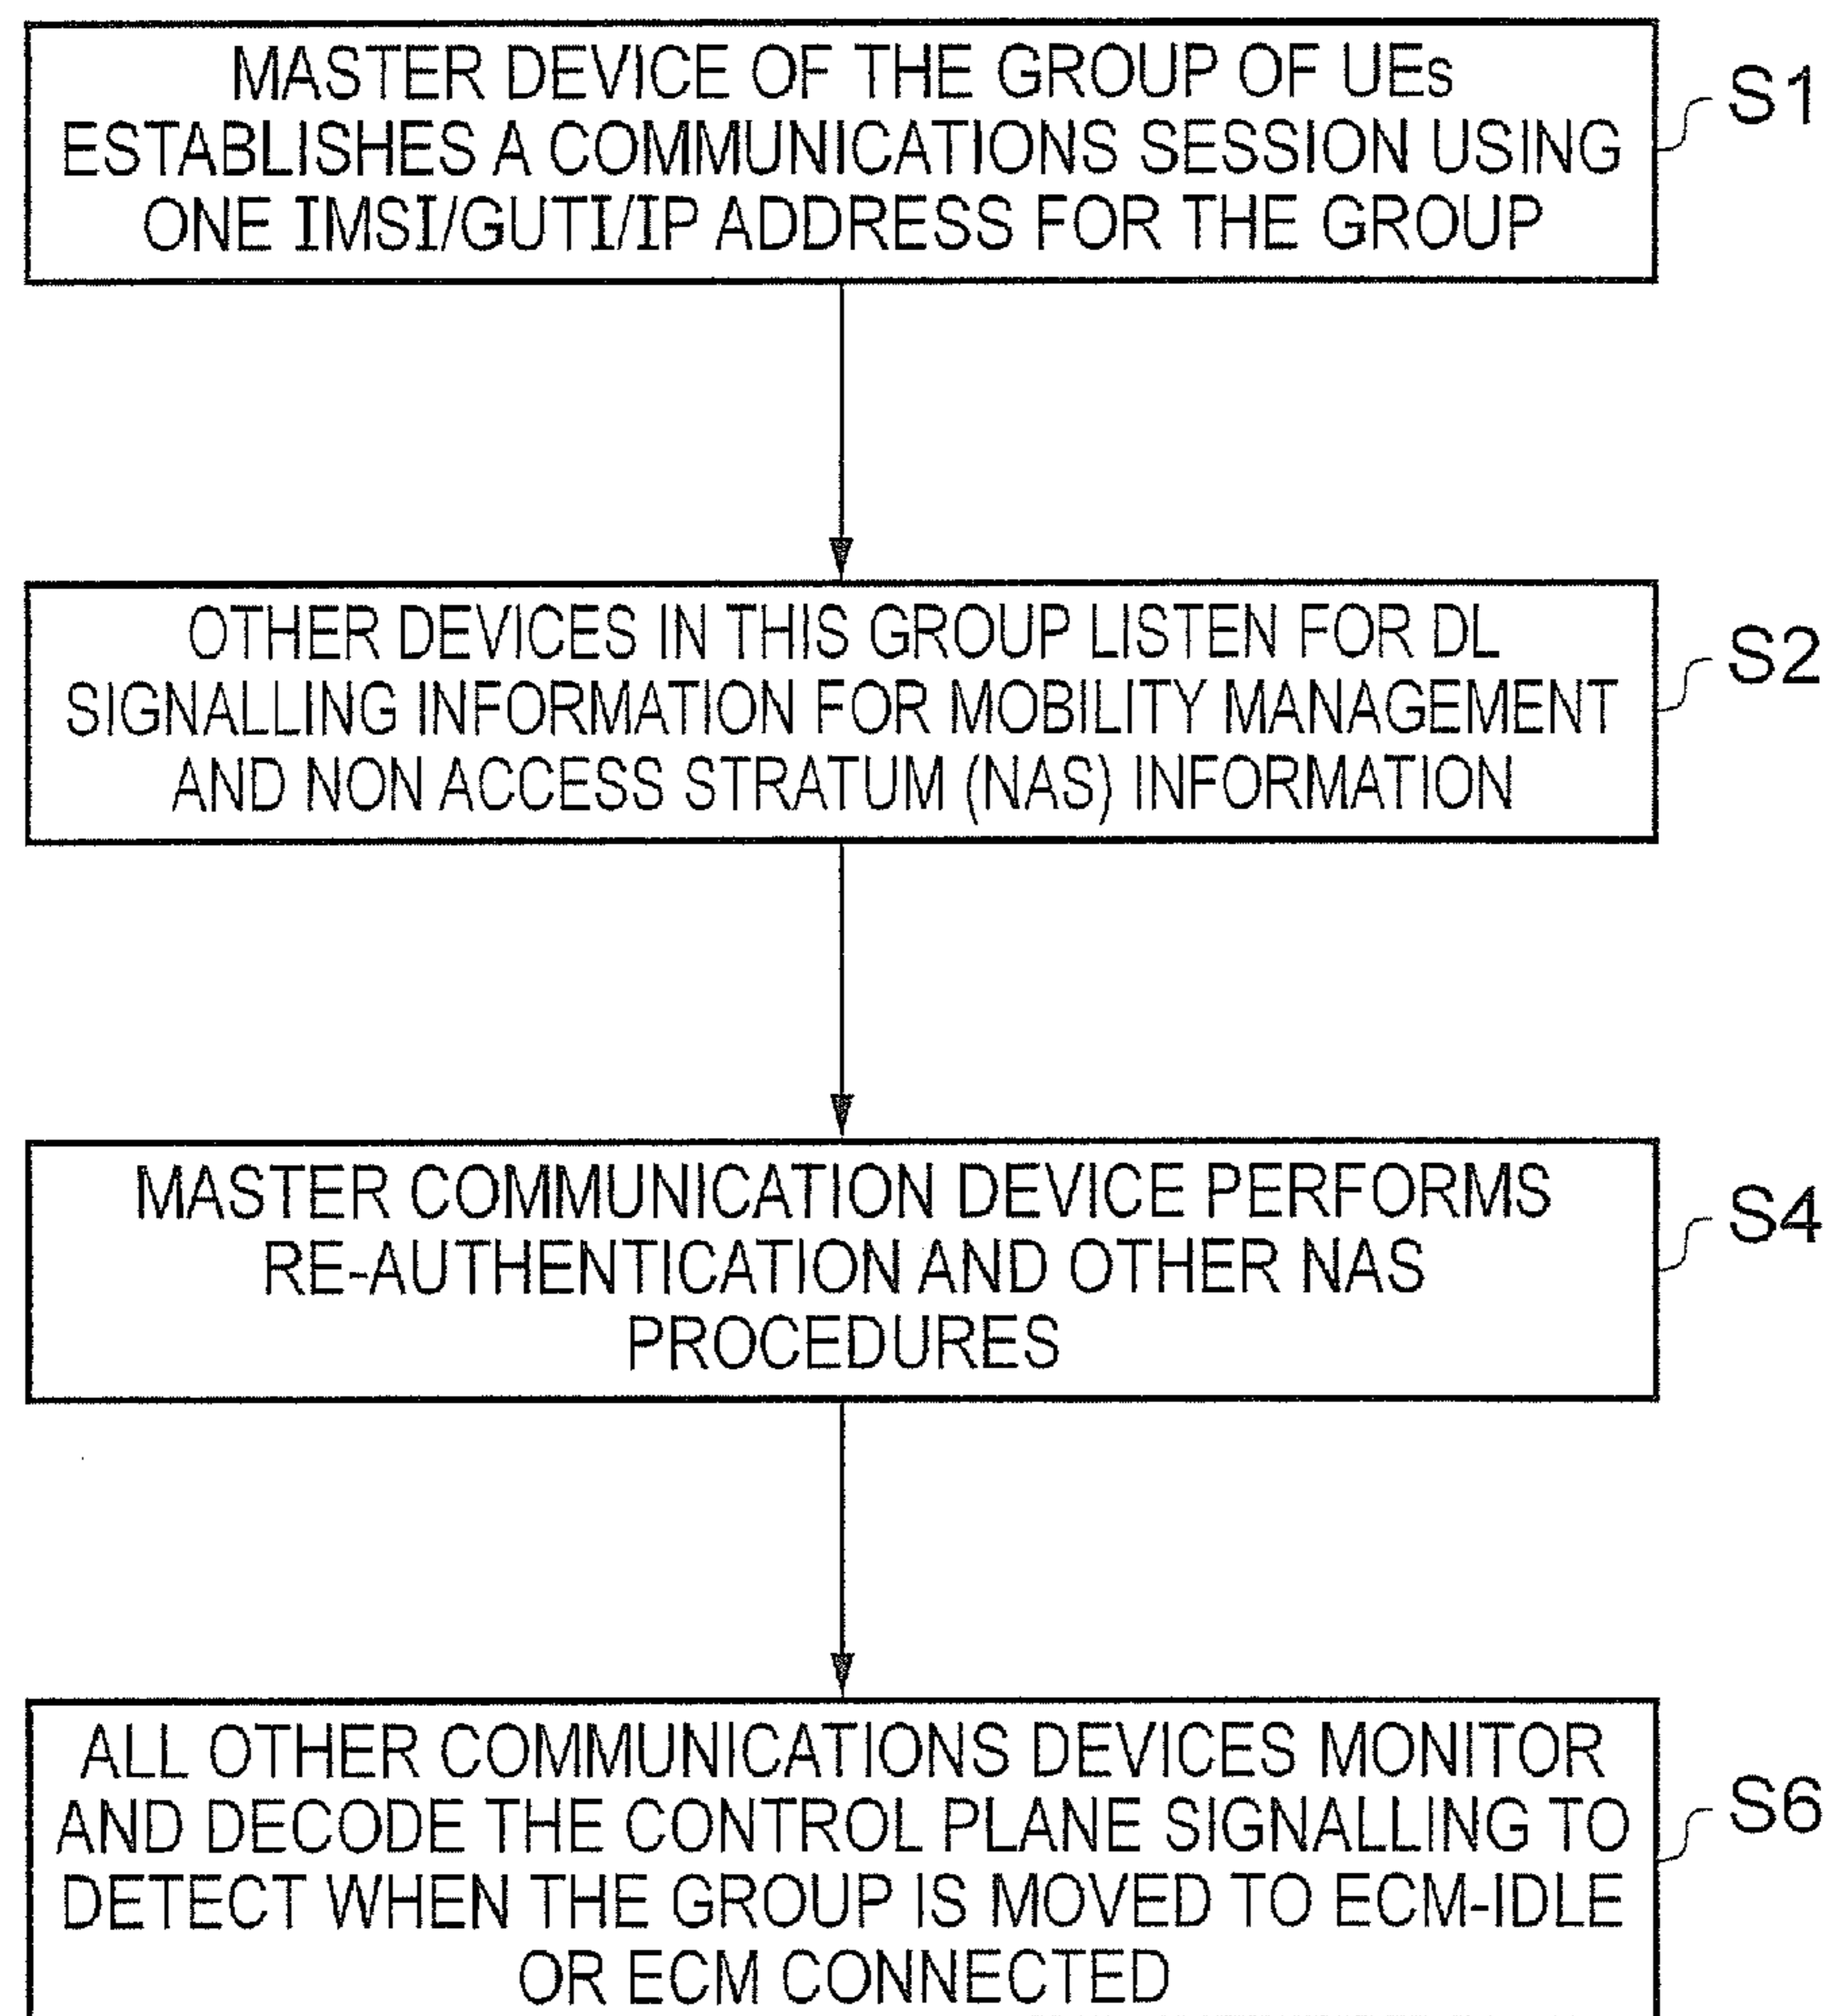 MASTER DEVICE OF THE GROUP OF UEs
ESTABLISHES A COMMUNICATIONS SESSION USING
ONE IMSI/GUTI/IP ADDRESS FOR THE GROUP
S1
OTHER DEVICES IN THIS GROUP LISTEN FOR DL
SIGNALLING INFORMATION FOR MOBILITY MANAGEMENT
AND NON ACCESS STRATUM (NAS) INFORMATION
S2
MASTER COMMUNICATION DEVICE PERFORMS
RE-AUTHENTICATION AND OTHER NAS
PROCEDURES
S4
ALL OTHER COMMUNICATIONS DEVICES MONITOR
AND DECODE THE CONTROL PLANE SIGNALLING TO
DETECT WHEN THE GROUP IS MOVED TO ECM-IDLE
OR ECM CONNECTED
S6